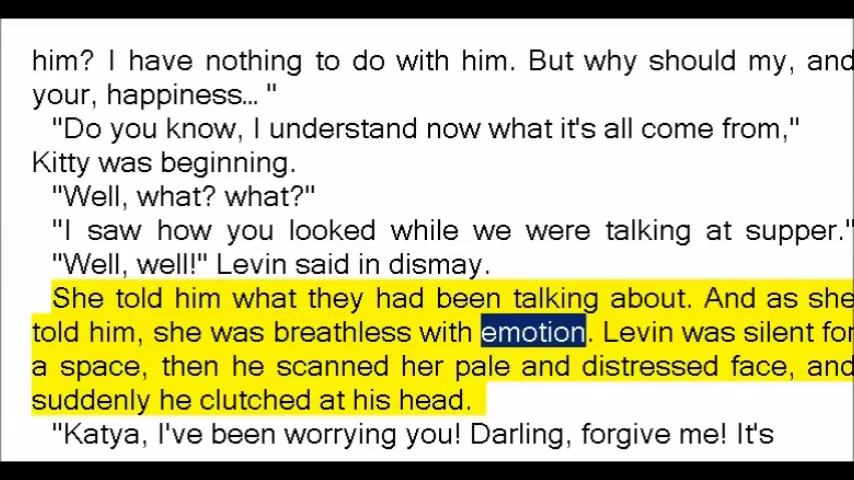 him? I have nothing to do with him. But why should my, and
your, happiness... "
"Do you know, I understand now what it's all come from,"
Kitty was beginning.
"Well, what? what?"
"I saw how you looked while we were talking at supper."
"Well, well!" Levin said in dismay.
She told him what they had been talking about. And as she
told him, she was breathless with emotion. Levin was silent for
a space, then he scanned her pale and distressed face, and
suddenly he clutched at his head.
"Katya, I've been worrying you! Darling, forgive me! It's